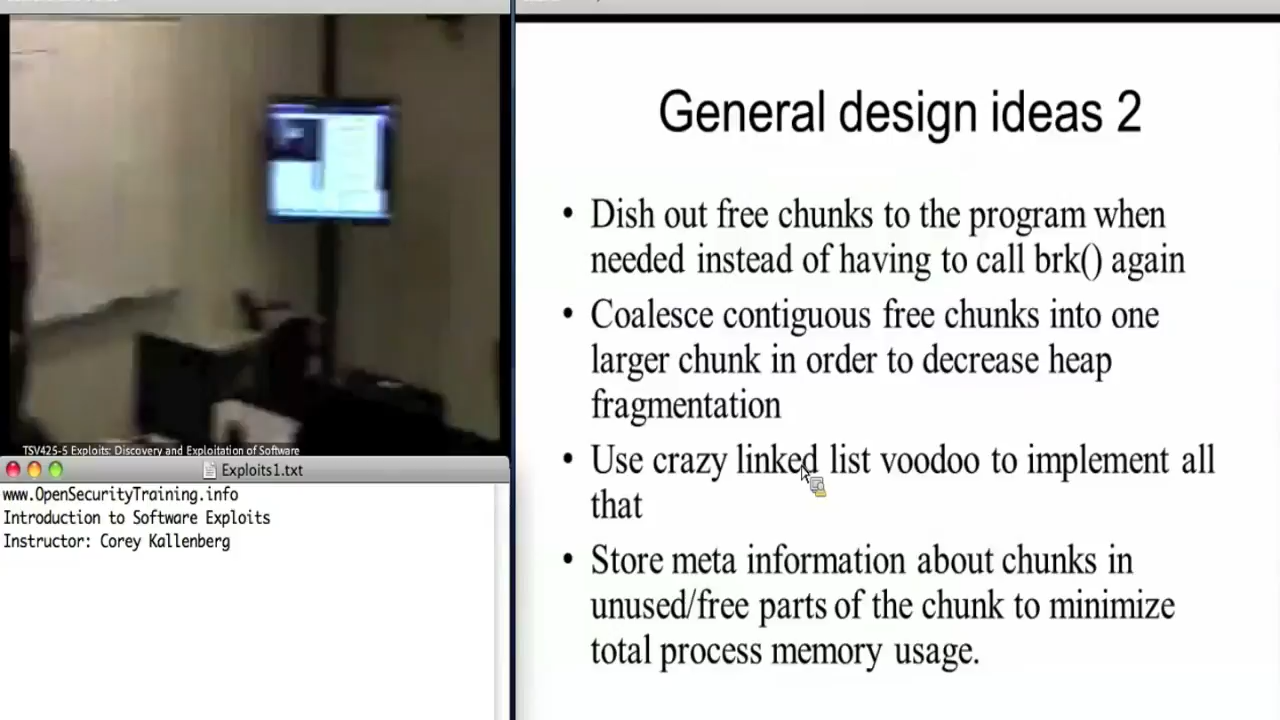 General design ideas 2
• Dish out free chunks to the program when
needed instead of having to call brk() again
• Coalesce contiguous free chunks into one
larger chunk in order to decrease heap
fragmentation
• Use crazy linked list voodoo to implement all
that
• Store meta information about chunks in
unused/free parts of the chunk to minimize
total process memory usage.
TSV425-5 Exploits: Discovery and Exploitation of Software
Exploits1.txt
www.OpenSecurityTraining.info
Introduction to Software Exploits
Instructor: Corey Kallenberg